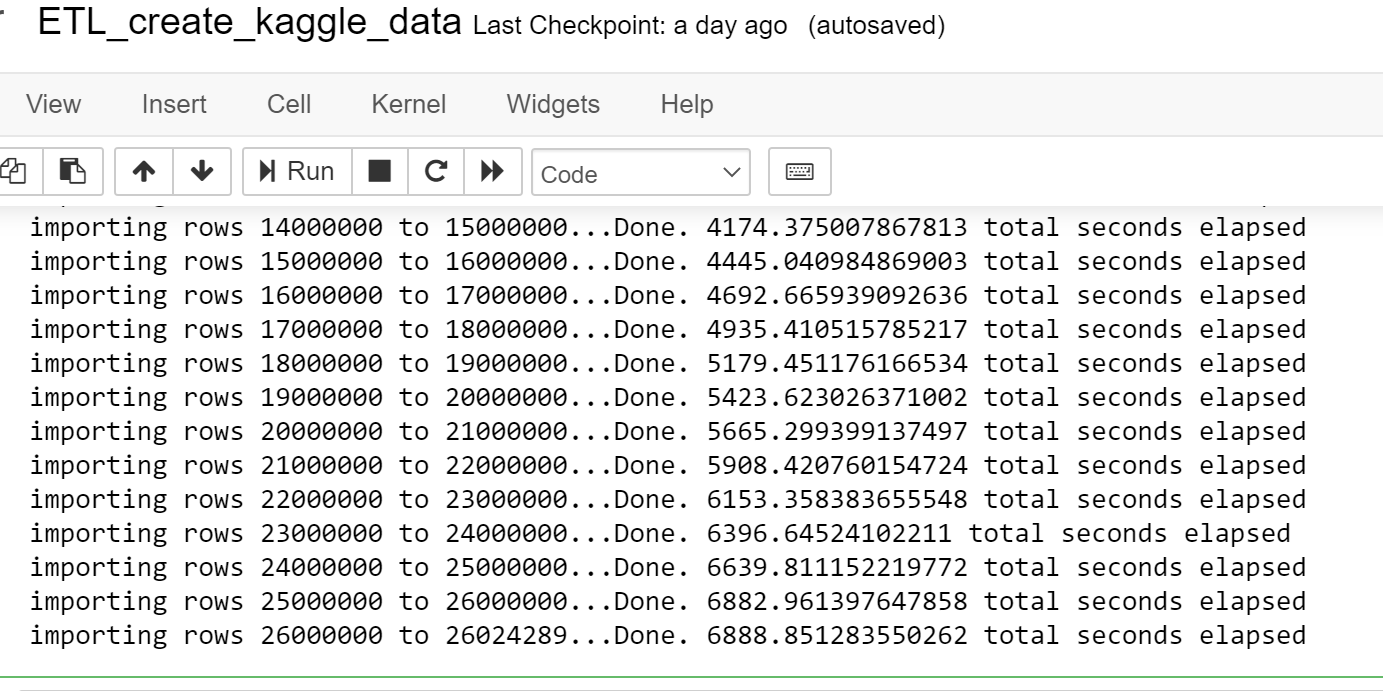 ETL_create_kaggle_data Last Checkpoint: a day ago (autosaved)
View Insert Cell Kernel Widgets Help
Run Code
importing rows 14000000 to 15000000...Done. 4174.375007867813 total seconds elapsed
importing rows 15000000 to 16000000...Done. 4445.040984869003 total seconds elapsed
importing rows 16000000 to 17000000...Done. 4692.665939092636 total seconds elapsed
importing rows 17000000 to 18000000...Done. 4935.410515785217 total seconds elapsed
importing rows 18000000 to 19000000...Done. 5179.451176166534 total seconds elapsed
importing rows 19000000 to 20000000...Done. 5423.623026371002 total seconds elapsed
importing rows 20000000 to 21000000...Done. 5665.299399137497 total seconds elapsed
importing rows 21000000 to 22000000...Done. 5908.420760154724 total seconds elapsed
importing rows 22000000 to 23000000...Done. 6153.358383655548 total seconds elapsed
importing rows 23000000 to 24000000...Done. 6396.64524102211 total seconds elapsed
importing rows 24000000 to 25000000...Done. 6639.811152219772 total seconds elapsed
importing rows 25000000 to 26000000...Done. 6882.961397647858 total seconds elapsed
importing rows 26000000 to 26024289...Done. 6888.851283550262 total seconds elapsed